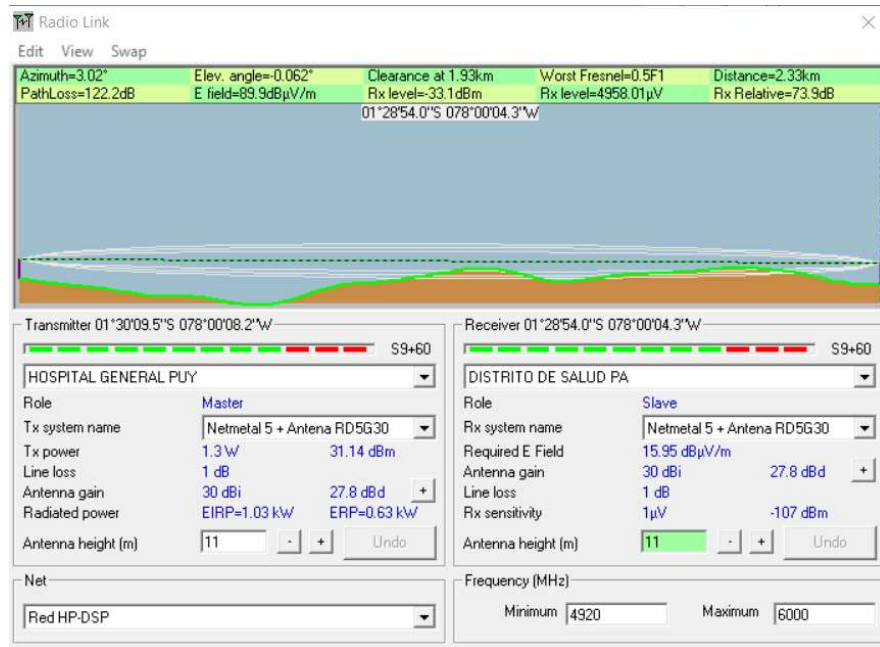 Radio Link
Edit View Swap
Azimuth=3.02° Elev. angle=-0.062° Clearance at 1.93km Worst Fresnel=0.5F1 Distance=2.33km
PathLoss=122.2dB E field=89.9dBµV/m Rx level=-33.1dBm Rx level=4958.01µV Rx Relative=73.9dB
01°28'54.0"S 078°00'04.3"W
Transmitter 01°30'09.5"S 078°00'08.2"W
S9+60
HOSPITAL GENERAL PUY
Role Master
Tx system name Netmetal 5 + Antena RD5G30
Tx power 1.3 W 31.14 dBm
Line loss 1 dB
Antenna gain 30 dBi 27.8 dBd +
Radiated power EIRP=1.03 kW ERP=0.63 kW
Antenna height (m) 11 - + Undo
Net
Red HP-DSP
Receiver 01°28'54.0"S 078°00'04.3"W
S9+60
DISTRITO DE SALUD PA
Role Slave
Rx system name Netmetal 5 + Antena RD5G30
Required E Field 15.95 dBµV/m
Antenna gain 30 dBi 27.8 dBd +
Line loss 1 dB
Rx sensitivity 1µV -107 dBm
Antenna height (m) 11 - + Undo
Frequency (MHz)
Minimum 4920 Maximum 6000